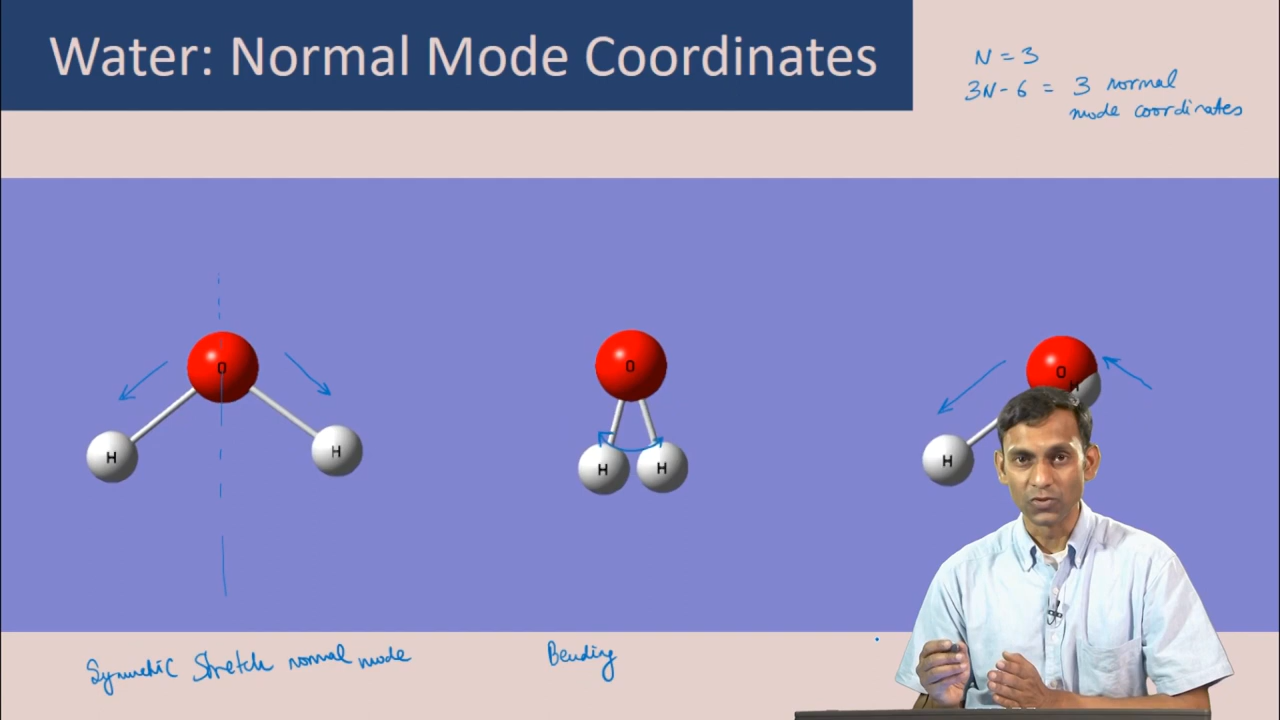 Water: Normal Mode Coordinates
N = 3
3N - 6 = 3 normal
mode coordinates
O
H
H
O
H
H
O
H
H
Symmetric Stretch normal mode
Bending